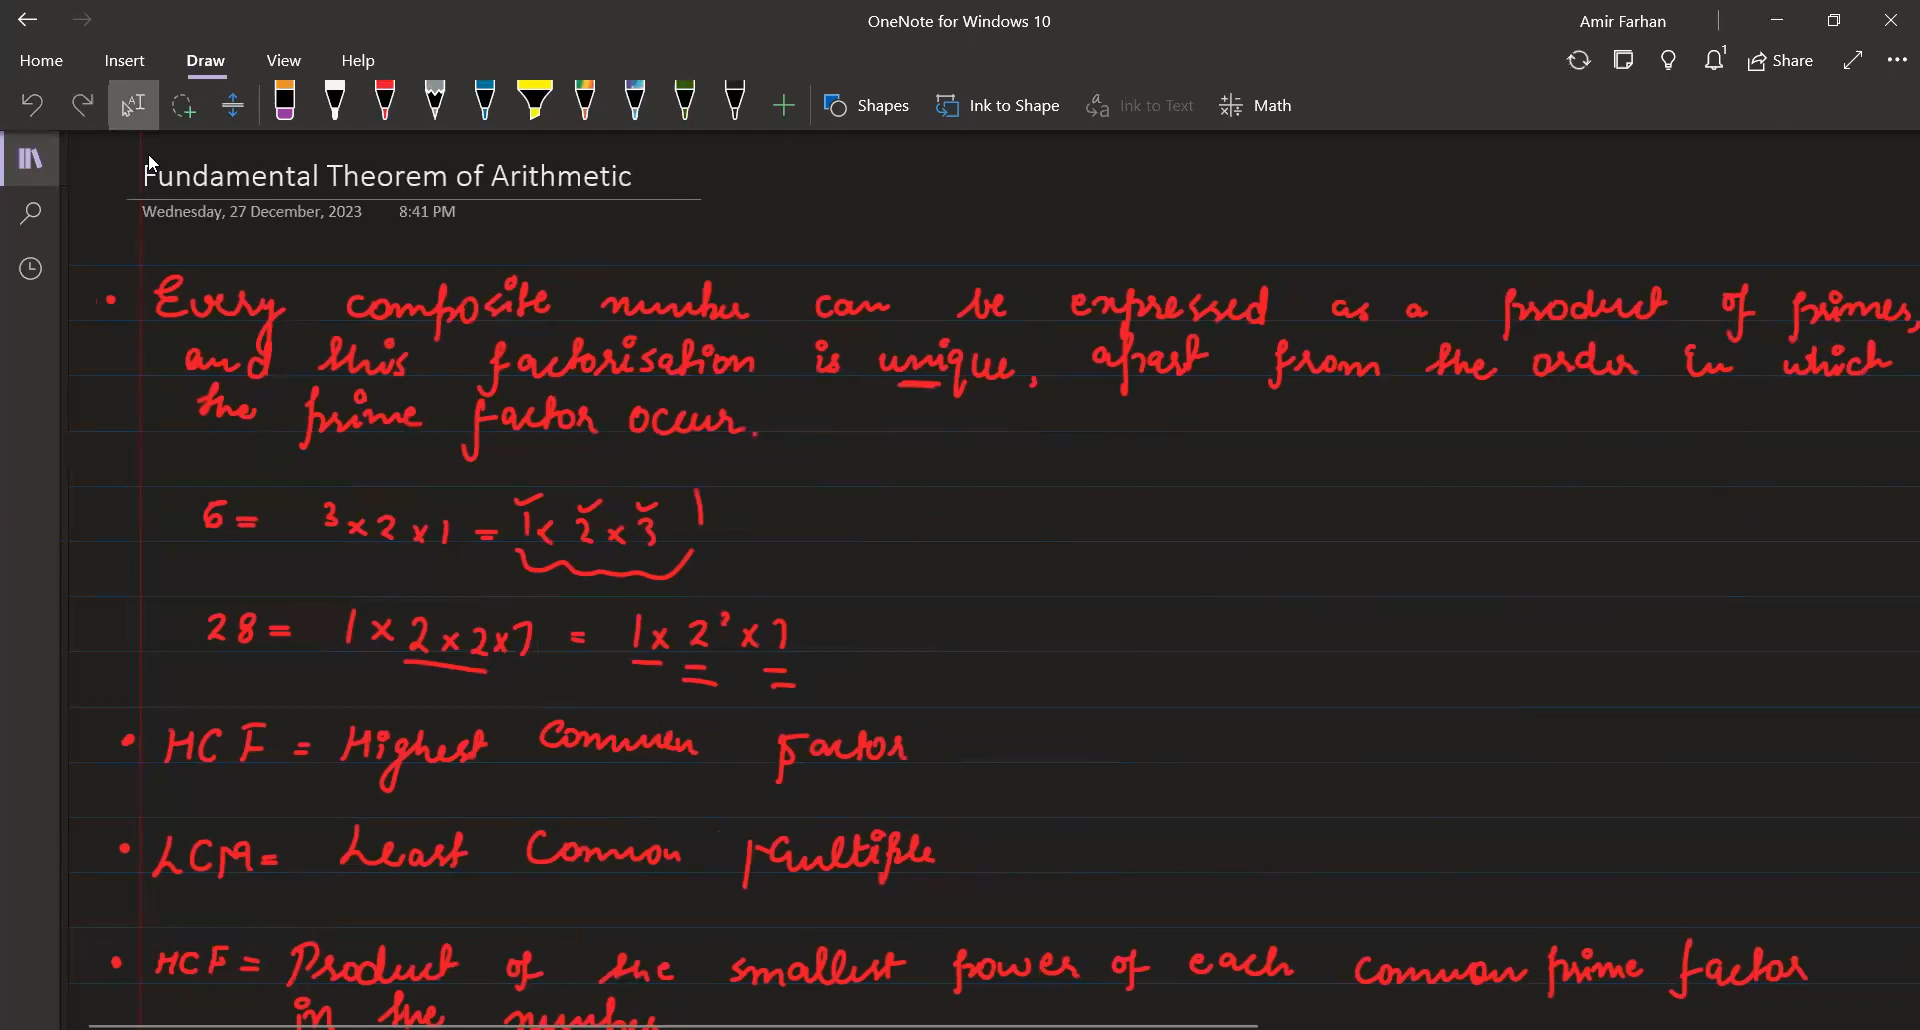 OneNote for Windows 10
Amir Farhan
Home Insert Draw View Help
1 Share
Shapes Ink to Shape Ink to Text Math
Fundamental Theorem of Arithmetic
Wednesday, 27 December, 2023 8:41 PM
• Every composite number can be expressed as a product of primes,
and this factorisation is unique, apart from the order in which
the prime factor occur.
6 = 3 × 2 × 1 = 1 × 2 × 3
28 = 1 × 2 × 2 × 7 = 1 × 2² × 7
• HCF = Highest Common Factor
• LCM = Least Common Multiple
• HCF = Product of the smallest power of each common prime factor
in the number